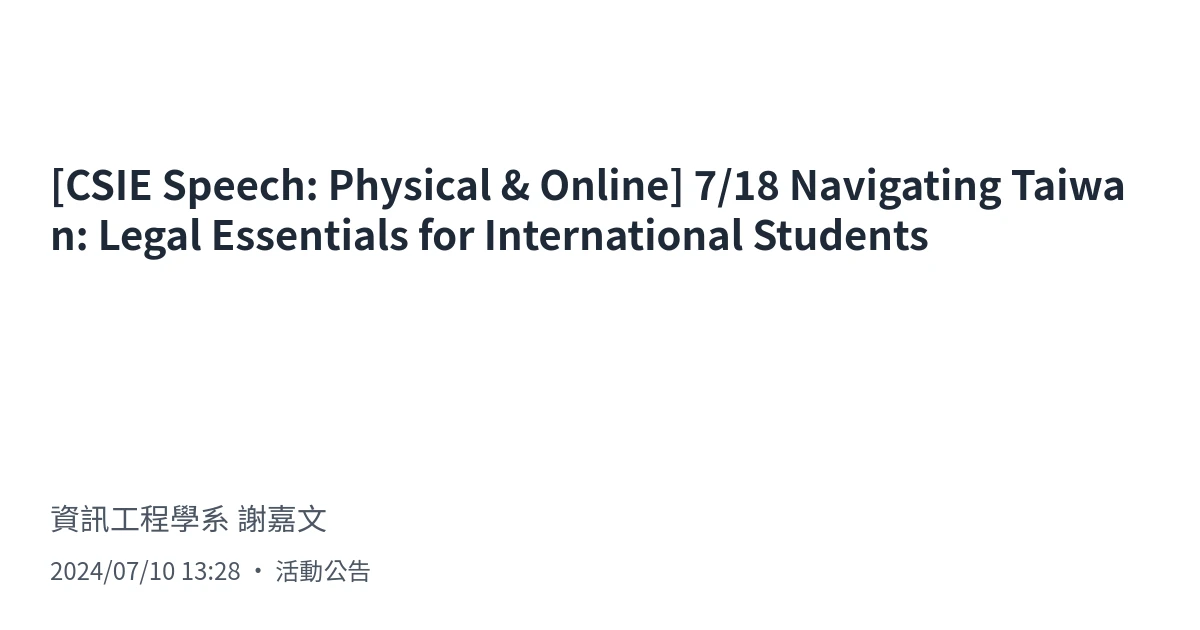 [CSIE Speech: Physical & Online] 7/18 Navigating Taiwa
n: Legal Essentials for International Students
資訊工程學系 謝嘉文
2024/07/10 13:28 • 活動公告